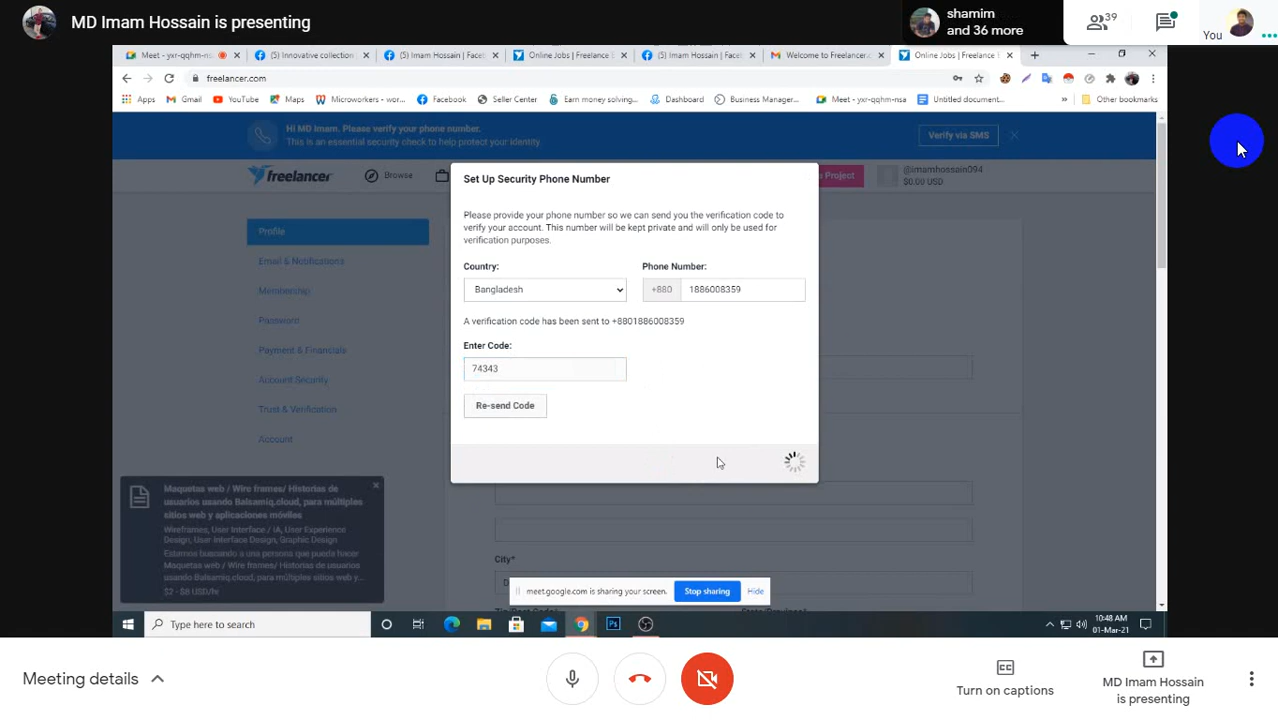 MD Imam Hossain is presenting
shamim
and 36 more
39
You
Meet - yxr-qqhm-ns
(5) Innovative collection
(5) Imam Hossain | Faceb
Online Jobs | Freelance E
(5) Imam Hossain | Faceb
Welcome to Freelancer.c
Online Jobs | Freelance E
freelancer.com
Apps
Gmail
YouTube
Maps
Microworkers - wor...
Facebook
Seller Center
Earn money solving,...
Dashboard
Business Manager...
Meet - yxr-qqhm-nsa
Untitled document...
»
Other bookmarks
Hi MD Imam. Please verify your phone number.
This is an essential security check to help protect your identity.
Verify via SMS
freelancer
Browse
Project
@imamhossain094
$0.00 USD
Profile
Email & Notifications
Membership
Password
Payment & Financials
Account Security
Trust & Verification
Account
Set Up Security Phone Number
Please provide your phone number so we can send you the verification code to
verify your account. This number will be kept private and will only be used for
verification purposes.
Country:
Phone Number:
Bangladesh
+880
1886008359
A verification code has been sent to +8801886008359
Enter Code:
74343
Re-send Code
Maquetas web / Wire frames/ Historias de
usuarios usando Balsamiq.cloud, para múltiples
sitios web y aplicaciones móviles
Wireframes, User Interface / IA, User Experience
Design, User Interface Design, Graphic Design
Estamos buscando a una persona que puede hacer
Maquetas web / Wire frames/ Historias de
usuarios usando Balsamiq.cloud, para múltiples
sitios web y...
$2 - $8 USD/hr
City*
meet.google.com is sharing your screen.
Stop sharing
Hide
Zip/Post Code*
State/Province*
Type here to search
Ps
10:48 AM
01-Mar-21
Meeting details
CC
Turn on captions
MD Imam Hossain
is presenting